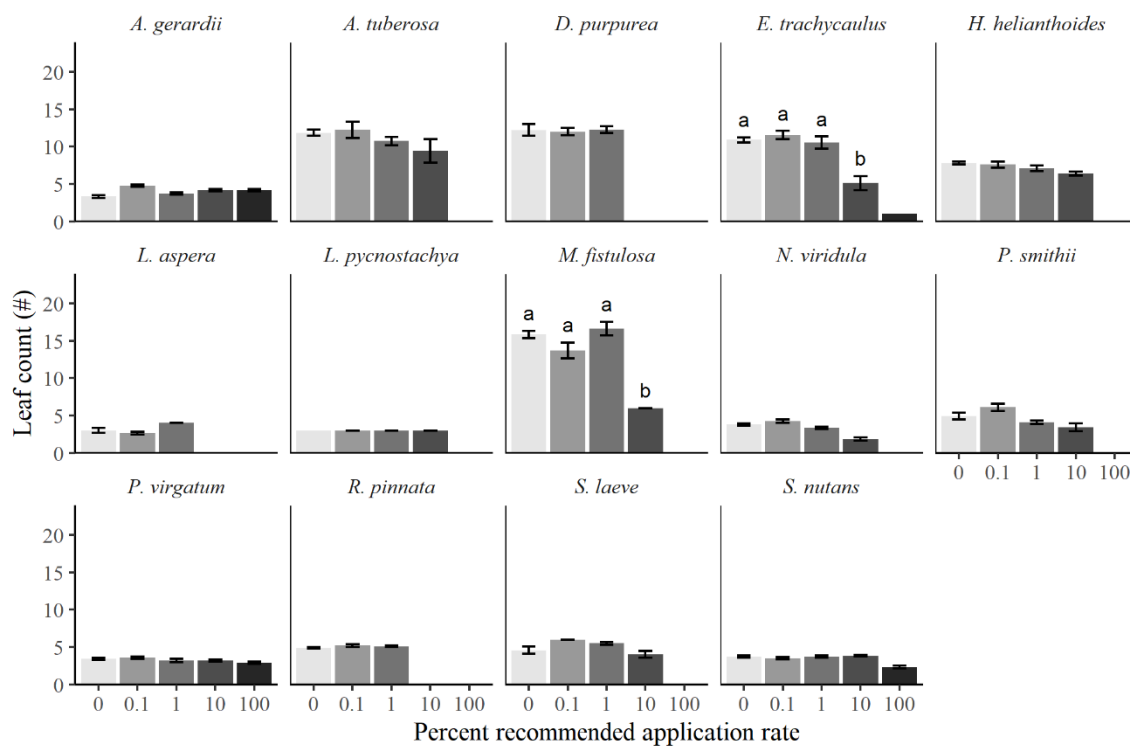 A. gerardii A. tuberosa D. purpurea E. trachycaulus H. helianthoides
20
15
10
5
0
a a a b
L. aspera L. pycnostachya M. fistulosa N. viridula P. smithii
20
15
10
5
0
a a a b
0 0.1 1 10 100
P. virgatum R. pinnata S. laeve S. nutans
20
15
10
5
0
0 0.1 1 10 100 0 0.1 1 10 100 0 0.1 1 10 100 0 0.1 1 10 100
Leaf count (#)
Percent recommended application rate